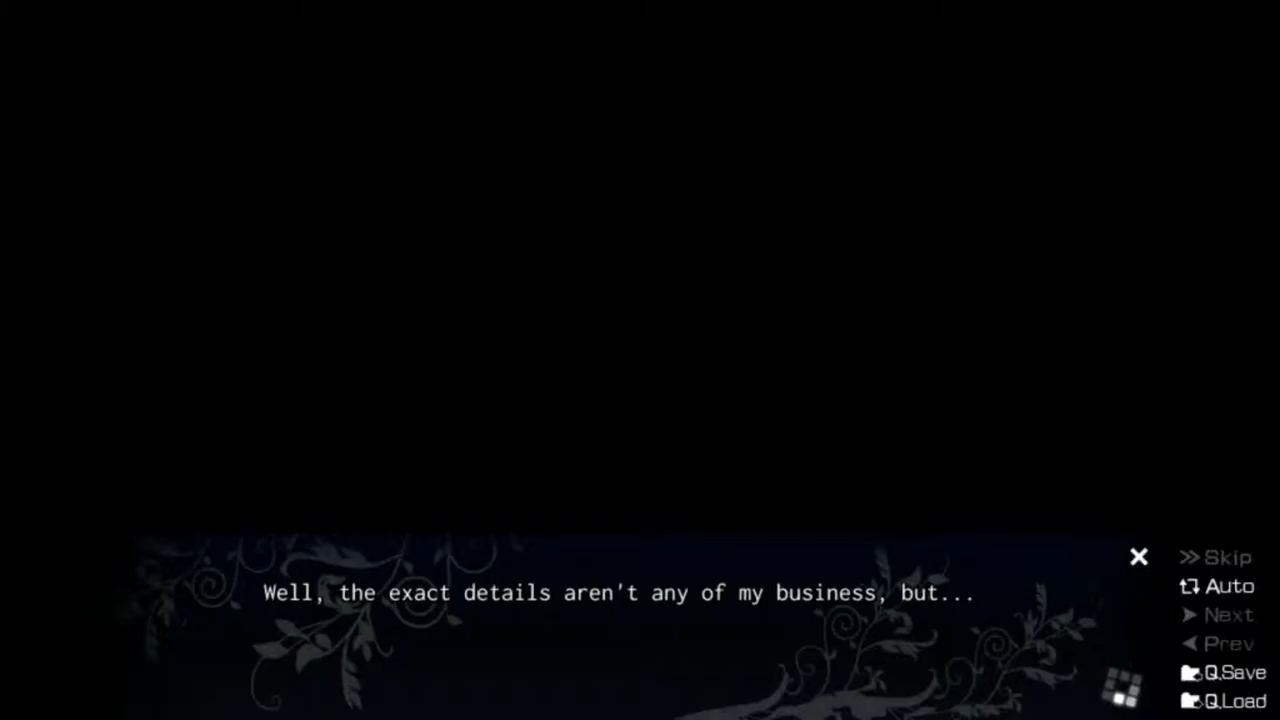 Well, the exact details aren't any of my business, but...
Skip
Auto
Next
Prev
Q.Save
Q.Load